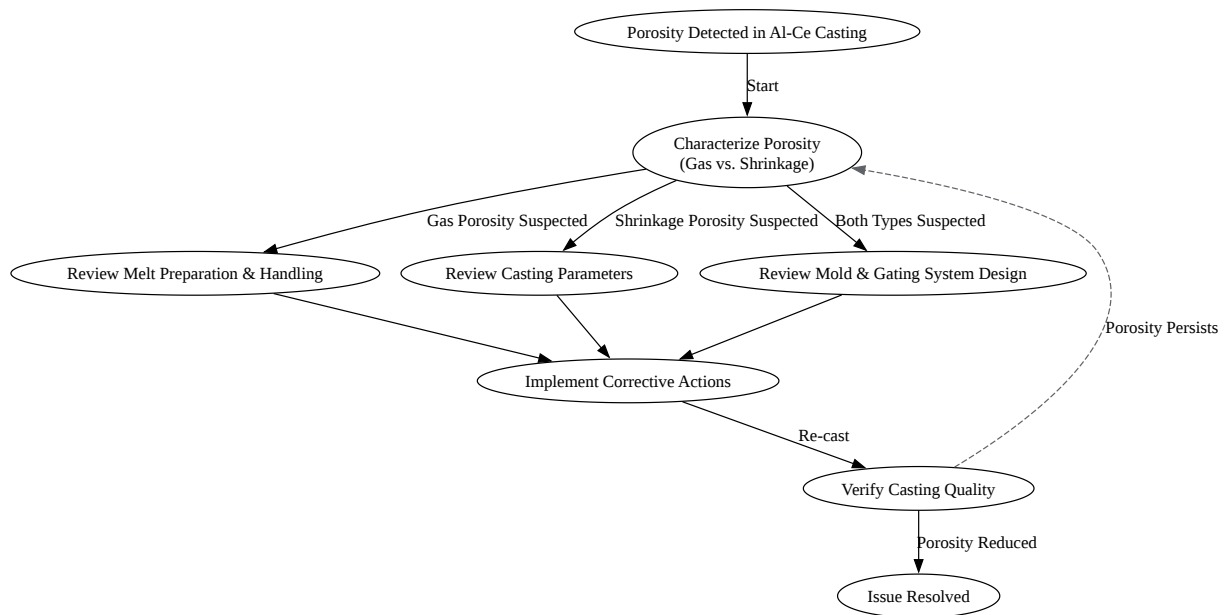 Porosity Detected in Al-Ce Casting
Start
Characterize Porosity
(Gas vs. Shrinkage)
Gas Porosity Suspected
Shrinkage Porosity Suspected
Both Types Suspected
Review Melt Preparation & Handling
Review Casting Parameters
Review Mold & Gating System Design
Porosity Persists
Implement Corrective Actions
Re-cast
Verify Casting Quality
Porosity Reduced
Issue Resolved